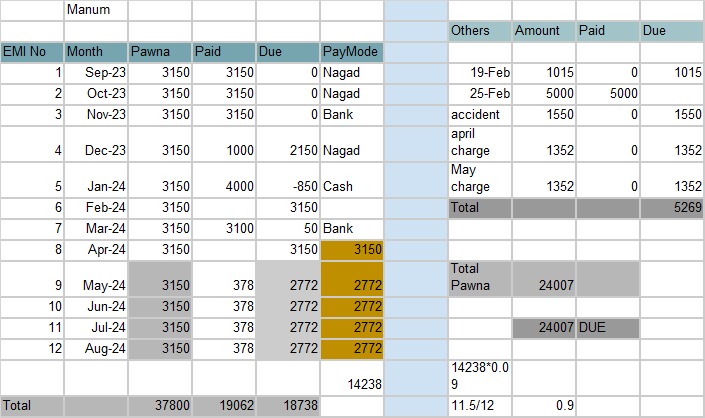 Manum
Others Amount Paid Due
EMI No Month Pawna Paid Due PayMode
1 Sep-23 3150 3150 0 Nagad 19-Feb 1015 0 1015
2 Oct-23 3150 3150 0 Nagad 25-Feb 5000 5000
3 Nov-23 3150 3150 0 Bank accident 1550 0 1550
april
4 Dec-23 3150 1000 2150 Nagad charge 1352 0 1352
May
5 Jan-24 3150 4000 -850 Cash charge 1352 0 1352
6 Feb-24 3150 3150 Total 5269
7 Mar-24 3150 3100 50 Bank
8 Apr-24 3150 3150 3150
Total
9 May-24 3150 378 2772 2772 Pawna 24007
10 Jun-24 3150 378 2772 2772
11 Jul-24 3150 378 2772 2772 24007 DUE
12 Aug-24 3150 378 2772 2772
14238*0.0
14238 9
Total 37800 19062 18738 11.5/12 0.9